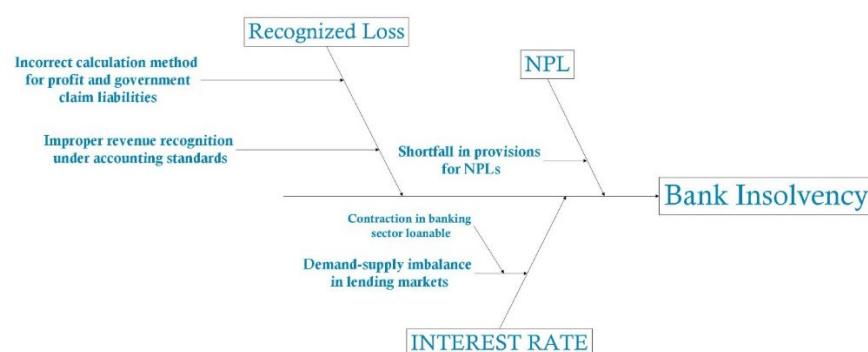 Recognized Loss
Incorrect calculation method
for profit and government
claim liabilities
Improper revenue recognition
under accounting standards
NPL
Shortfall in provisions
for NPLs
Bank Insolvency
Contraction in banking
sector loanable
Demand-supply imbalance
in lending markets
INTEREST RATE